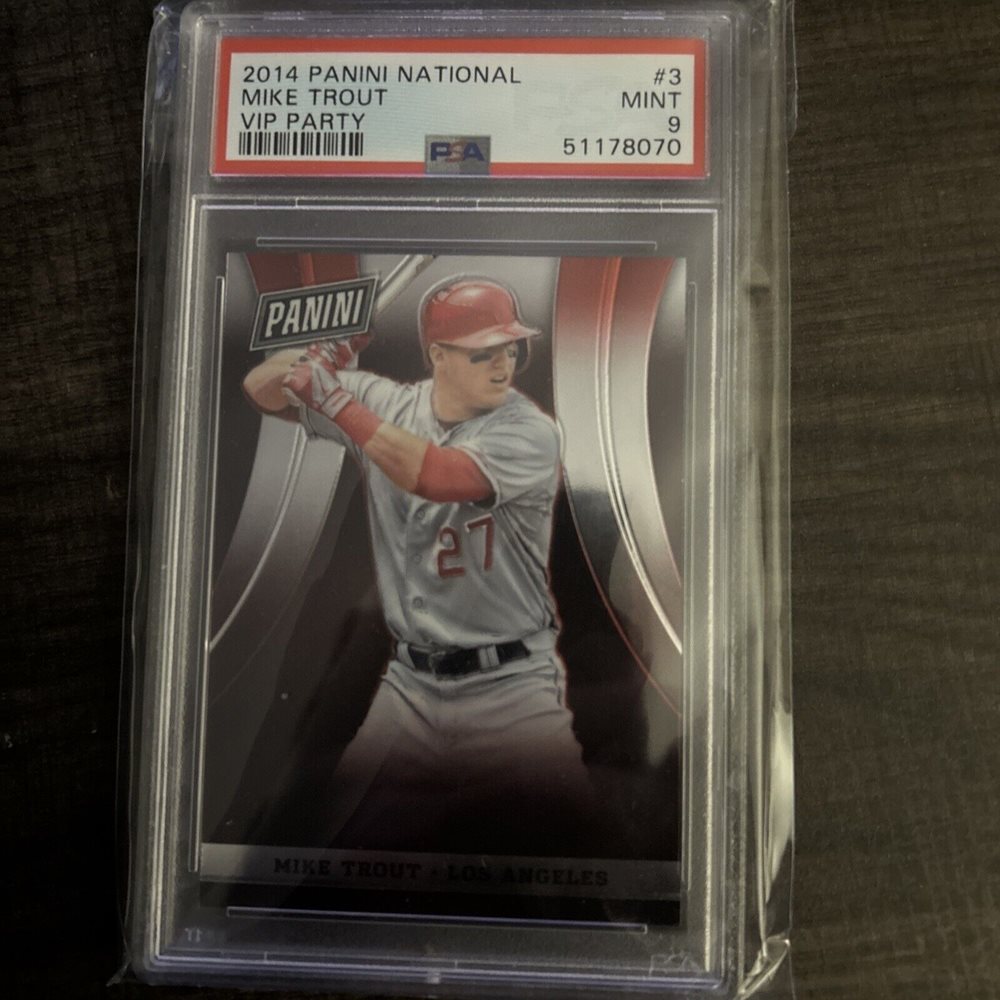 2014 PANINI NATIONAL #3
MIKE TROUT MINT
VIP PARTY 9
PSA 51178070
PANINI
27
MIKE TROUT • LOS ANGELES